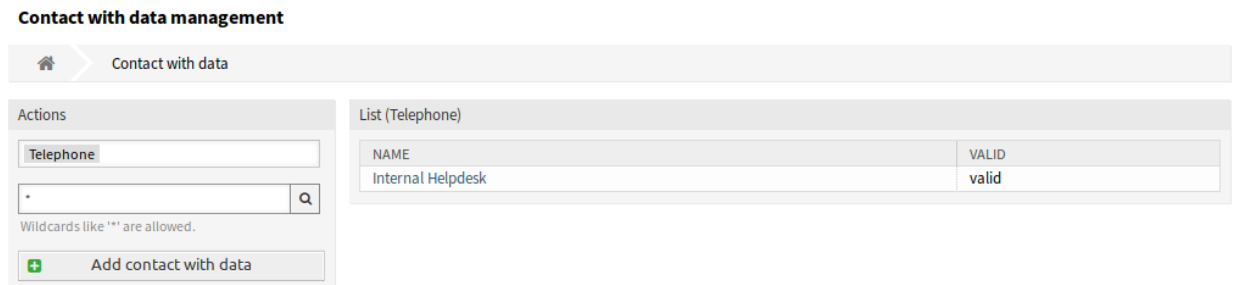 Contact with data management
Contact with data
Actions
Telephone
*
Wildcards like '*' are allowed.
Add contact with data
List (Telephone)
NAME VALID
Internal Helpdesk valid